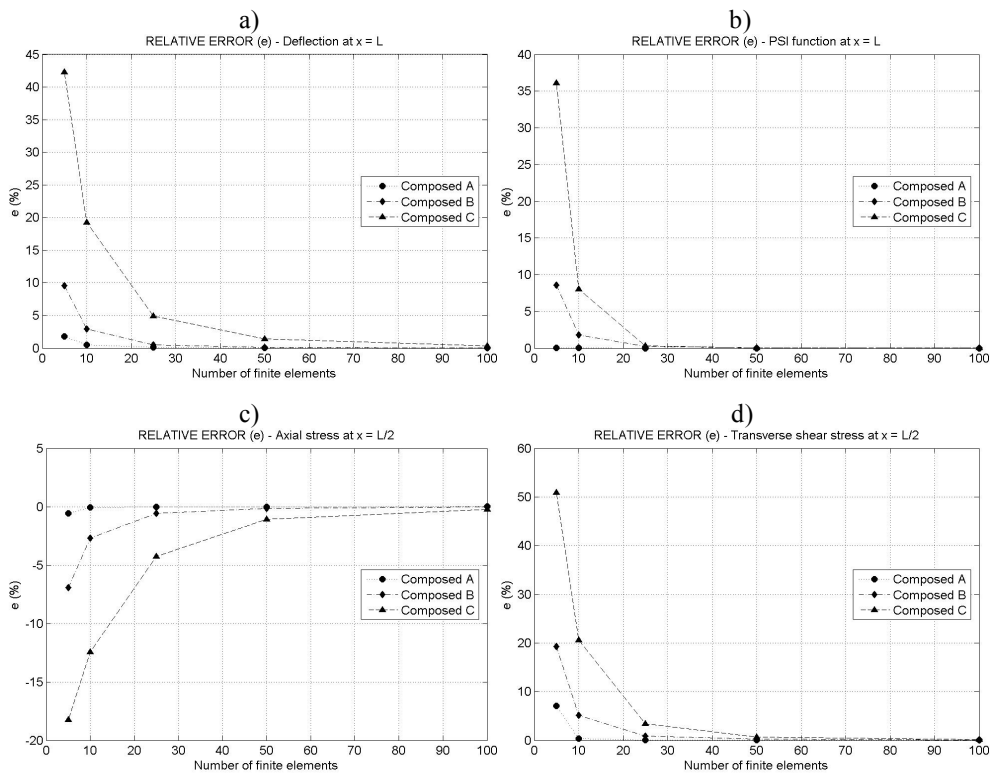 a)
RELATIVE ERROR (e) - Deflection at x = L
45
40
35
30
25
20
15
10
5
0
e (%)
0 10 20 30 40 50 60 70 80 90 100
Number of finite elements
Composed A
Composed B
Composed C
b)
RELATIVE ERROR (e) - PSI function at x = L
40
35
30
25
20
15
10
5
0
e (%)
0 10 20 30 40 50 60 70 80 90 100
Number of finite elements
Composed A
Composed B
Composed C
c)
RELATIVE ERROR (e) - Axial stress at x = L/2
5
0
-5
-10
-15
-20
e (%)
0 10 20 30 40 50 60 70 80 90 100
Number of finite elements
Composed A
Composed B
Composed C
d)
RELATIVE ERROR (e) - Transverse shear stress at x = L/2
60
50
40
30
20
10
0
e (%)
0 10 20 30 40 50 60 70 80 90 100
Number of finite elements
Composed A
Composed B
Composed C